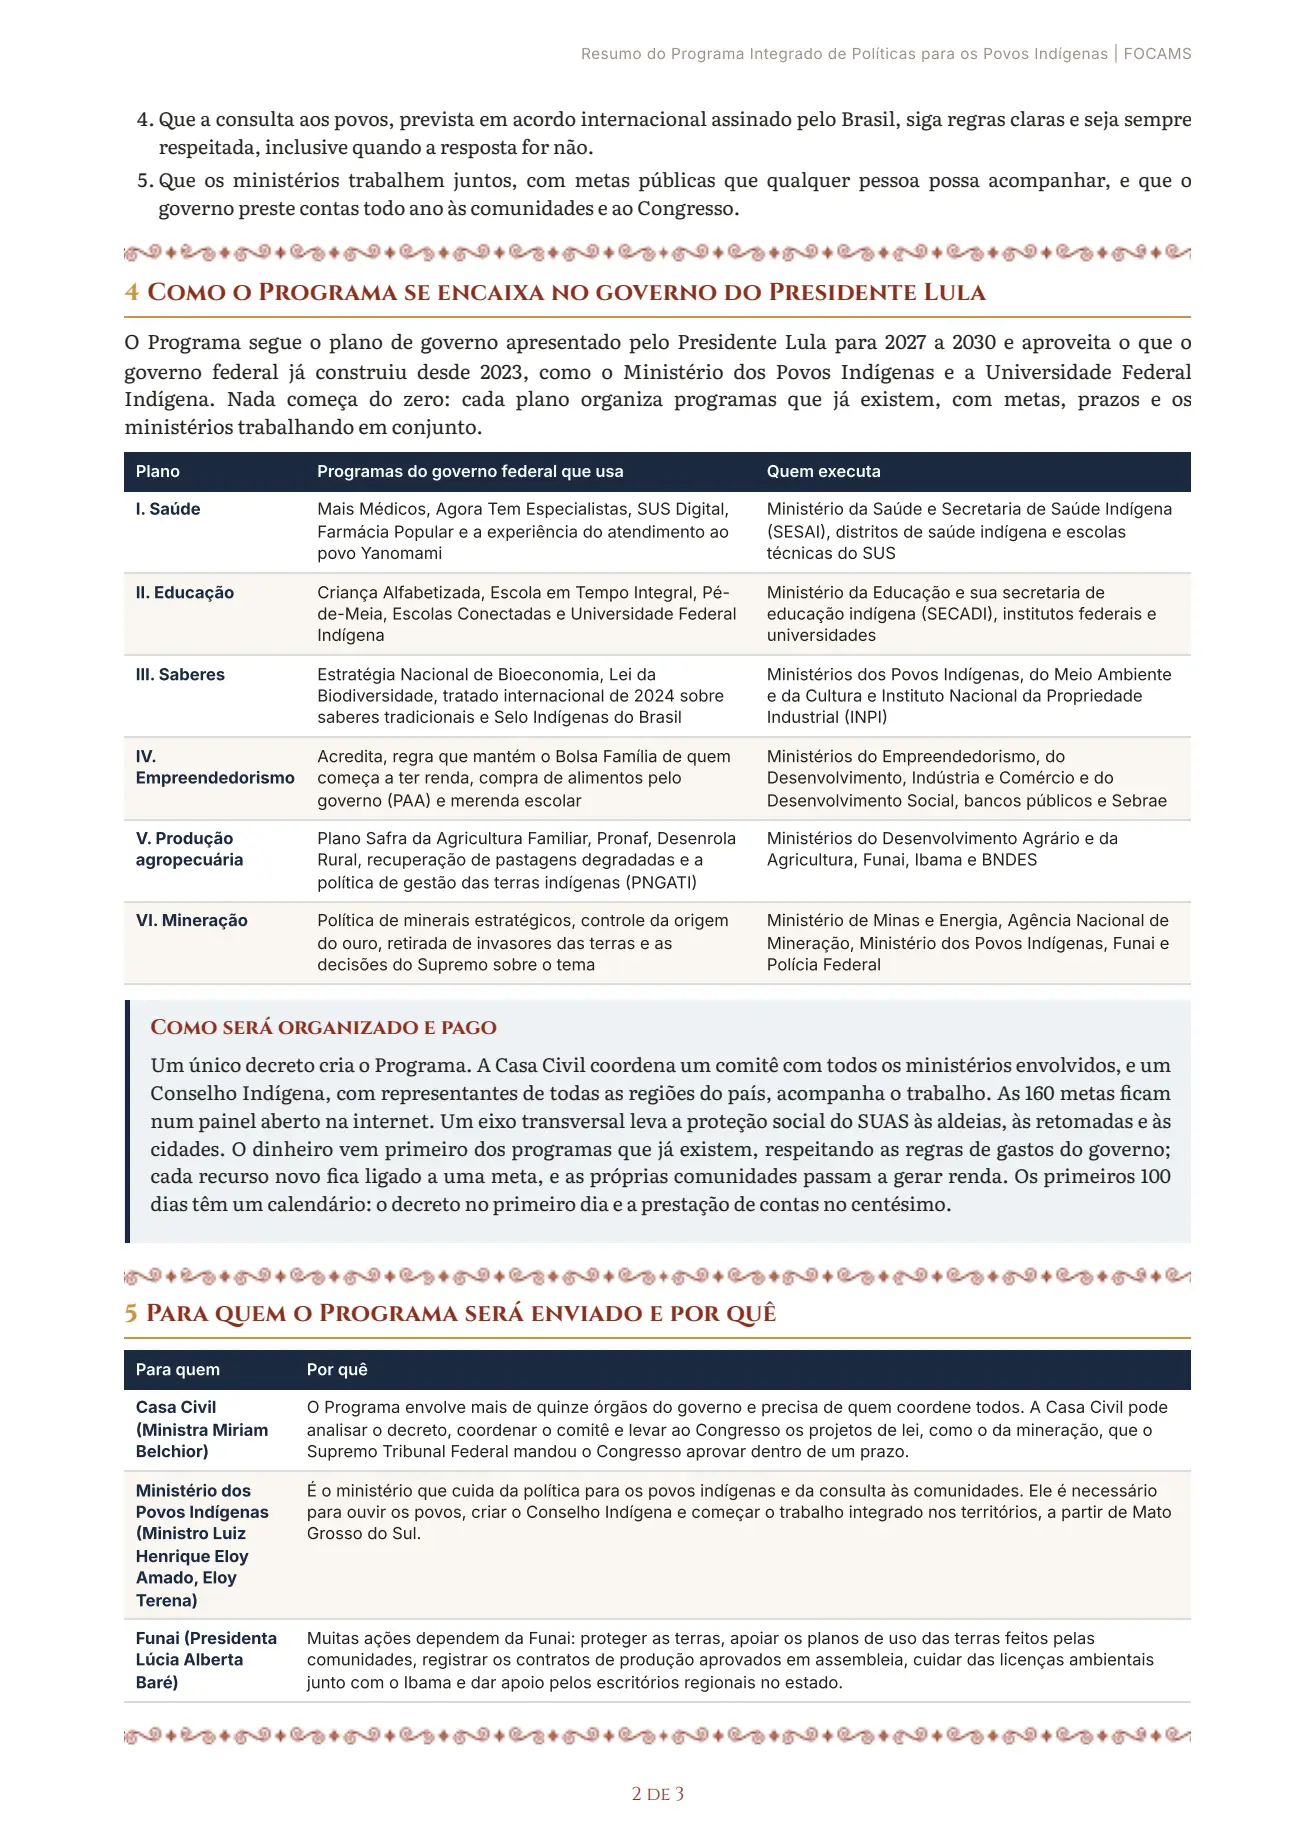 Resumo do Programa Integrado de Políticas para os Povos Indígenas | FOCAMS
4. Que a consulta aos povos, prevista em acordo internacional assinado pelo Brasil, siga regras claras e seja sempre
respeitada, inclusive quando a resposta for não.
5. Que os ministérios trabalhem juntos, com metas públicas que qualquer pessoa possa acompanhar, e que o
governo preste contas todo ano às comunidades e ao Congresso.
4 Como o Programa se encaixa no governo do Presidente Lula
O Programa segue o plano de governo apresentado pelo Presidente Lula para 2027 a 2030 e aproveita o que o
governo federal já construiu desde 2023, como o Ministério dos Povos Indígenas e a Universidade Federal
Indígena. Nada começa do zero: cada plano organiza programas que já existem, com metas, prazos e os
ministérios trabalhando em conjunto.
Plano
Programas do governo federal que usa
Quem executa
I. Saúde
Mais Médicos, Agora Tem Especialistas, SUS Digital,
Farmácia Popular e a experiência do atendimento ao
povo Yanomami
Ministério da Saúde e Secretaria de Saúde Indígena
(SESAI), distritos de saúde indígena e escolas
técnicas do SUS
II. Educação
Criança Alfabetizada, Escola em Tempo Integral, Pé-
de-Meia, Escolas Conectadas e Universidade Federal
Indígena
Ministério da Educação e sua secretaria de
educação indígena (SECADI), institutos federais e
universidades
III. Saberes
Estratégia Nacional de Bioeconomia, Lei da
Biodiversidade, tratado internacional de 2024 sobre
saberes tradicionais e Selo Indígenas do Brasil
Ministérios dos Povos Indígenas, do Meio Ambiente
e da Cultura e Instituto Nacional da Propriedade
Industrial (INPI)
IV.
Empreendedorismo
Acredita, regra que mantém o Bolsa Família de quem
começa a ter renda, compra de alimentos pelo
governo (PAA) e merenda escolar
Ministérios do Empreendedorismo, do
Desenvolvimento, Indústria e Comércio e do
Desenvolvimento Social, bancos públicos e Sebrae
V. Produção
agropecuária
Plano Safra da Agricultura Familiar, Pronaf, Desenrola
Rural, recuperação de pastagens degradadas e a
política de gestão das terras indígenas (PNGATI)
Ministérios do Desenvolvimento Agrário e da
Agricultura, Funai, Ibama e BNDES
VI. Mineração
Política de minerais estratégicos, controle da origem
do ouro, retirada de invasores das terras e as
decisões do Supremo sobre o tema
Ministério de Minas e Energia, Agência Nacional de
Mineração, Ministério dos Povos Indígenas, Funai e
Polícia Federal
Como será organizado e pago
Um único decreto cria o Programa. A Casa Civil coordena um comitê com todos os ministérios envolvidos, e um
Conselho Indígena, com representantes de todas as regiões do país, acompanha o trabalho. As 160 metas ficam
num painel aberto na internet. Um eixo transversal leva a proteção social do SUAS às aldeias, às retomadas e às
cidades. O dinheiro vem primeiro dos programas que já existem, respeitando as regras de gastos do governo;
cada recurso novo fica ligado a uma meta, e as próprias comunidades passam a gerar renda. Os primeiros 100
dias têm um calendário: o decreto no primeiro dia e a prestação de contas no centésimo.
5 Para quem o Programa será enviado e por quê
Para quem
Por quê
Casa Civil
(Ministra Miriam
Belchior)
O Programa envolve mais de quinze órgãos do governo e precisa de quem coordene todos. A Casa Civil pode
analisar o decreto, coordenar o comitê e levar ao Congresso os projetos de lei, como o da mineração, que o
Supremo Tribunal Federal mandou o Congresso aprovar dentro de um prazo.
Ministério dos
Povos Indígenas
(Ministro Luiz
Henrique Eloy
Amado, Eloy
Terena)
É o ministério que cuida da política para os povos indígenas e da consulta às comunidades. Ele é necessário
para ouvir os povos, criar o Conselho Indígena e começar o trabalho integrado nos territórios, a partir de Mato
Grosso do Sul.
Funai (Presidenta
Lúcia Alberta
Baré)
Muitas ações dependem da Funai: proteger as terras, apoiar os planos de uso das terras feitos pelas
comunidades, registrar os contratos de produção aprovados em assembleia, cuidar das licenças ambientais
junto com o Ibama e dar apoio pelos escritórios regionais no estado.
2 de 3